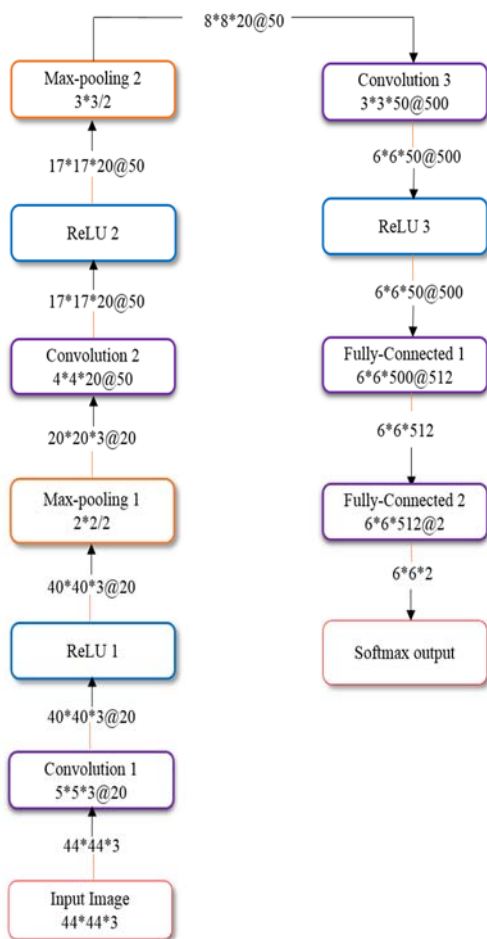 Input Image
44*44*3
44*44*3
Convolution 1
5*5*3@20
40*40*3@20
ReLU 1
40*40*3@20
Max-pooling 1
2*2/2
20*20*3@20
Convolution 2
4*4*20@50
17*17*20@50
ReLU 2
17*17*20@50
Max-pooling 2
3*3/2
8*8*20@50
Convolution 3
3*3*50@500
6*6*50@500
ReLU 3
6*6*50@500
Fully-Connected 1
6*6*500@512
6*6*512
Fully-Connected 2
6*6*512@2
6*6*2
Softmax output